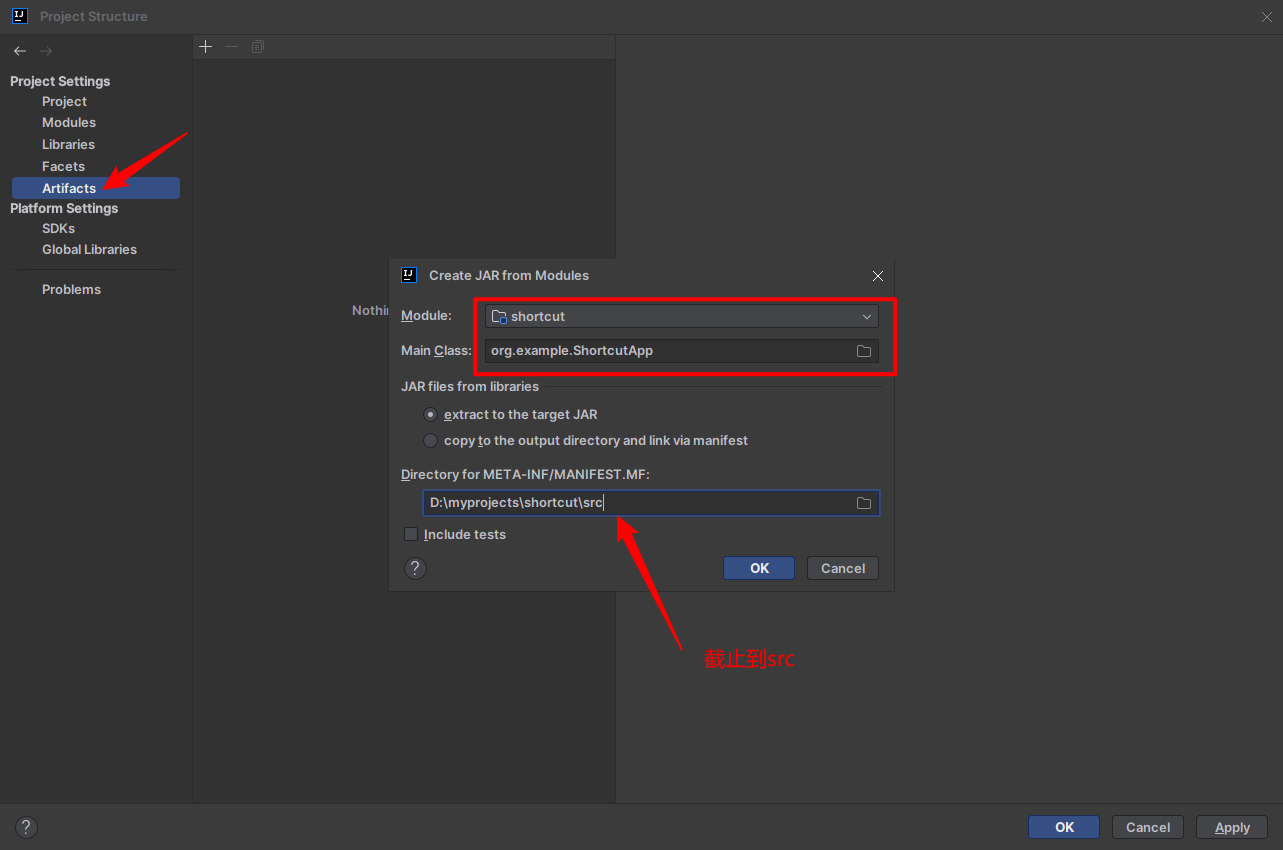 Project Structure
Project Settings
Project
Modules
Libraries
Facets
Artifacts
Platform Settings
SDKs
Global Libraries
Problems
Nothi
Create JAR from Modules
Module: shortcut
Main Class: org.example.ShortcutApp
JAR files from libraries
extract to the target JAR
copy to the output directory and link via manifest
Directory for META-INF/MANIFEST.MF:
D:\myprojects\shortcut\src
Include tests
? OK Cancel
截止到src
? OK Cancel Apply